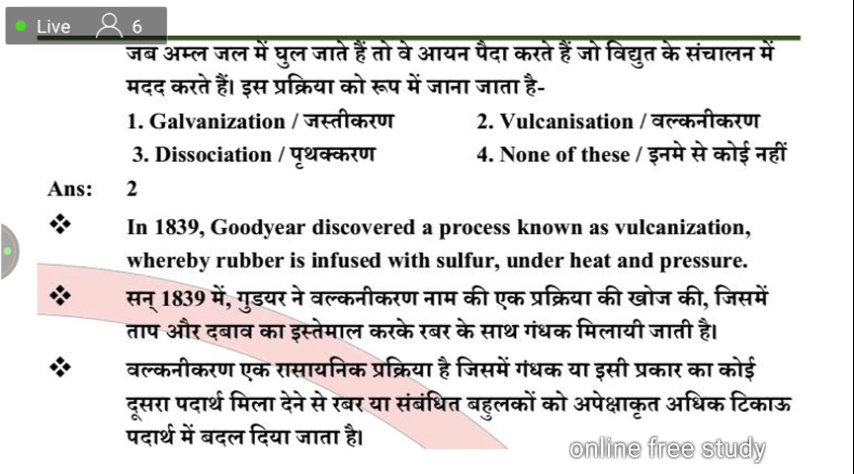 Live 6
जब अम्ल जल में घुल जाते हैं तो वे आयन पैदा करते हैं जो विद्युत के संचालन में
मदद करते हैं। इस प्रक्रिया को रूप में जाना जाता है-
1. Galvanization / जस्तीकरण 2. Vulcanisation / वल्कनीकरण
3. Dissociation / पृथक्करण 4. None of these / इनमे से कोई नहीं
Ans: 2
❖ In 1839, Goodyear discovered a process known as vulcanization,
whereby rubber is infused with sulfur, under heat and pressure.
❖ सन् 1839 में, गुडयर ने वल्कनीकरण नाम की एक प्रक्रिया की खोज की, जिसमें
ताप और दबाव का इस्तेमाल करके रबर के साथ गंधक मिलायी जाती है।
❖ वल्कनीकरण एक रासायनिक प्रक्रिया है जिसमें गंधक या इसी प्रकार का कोई
दूसरा पदार्थ मिला देने से रबर या संबंधित बहुलकों को अपेक्षाकृत अधिक टिकाऊ
पदार्थ में बदल दिया जाता है।
online free study